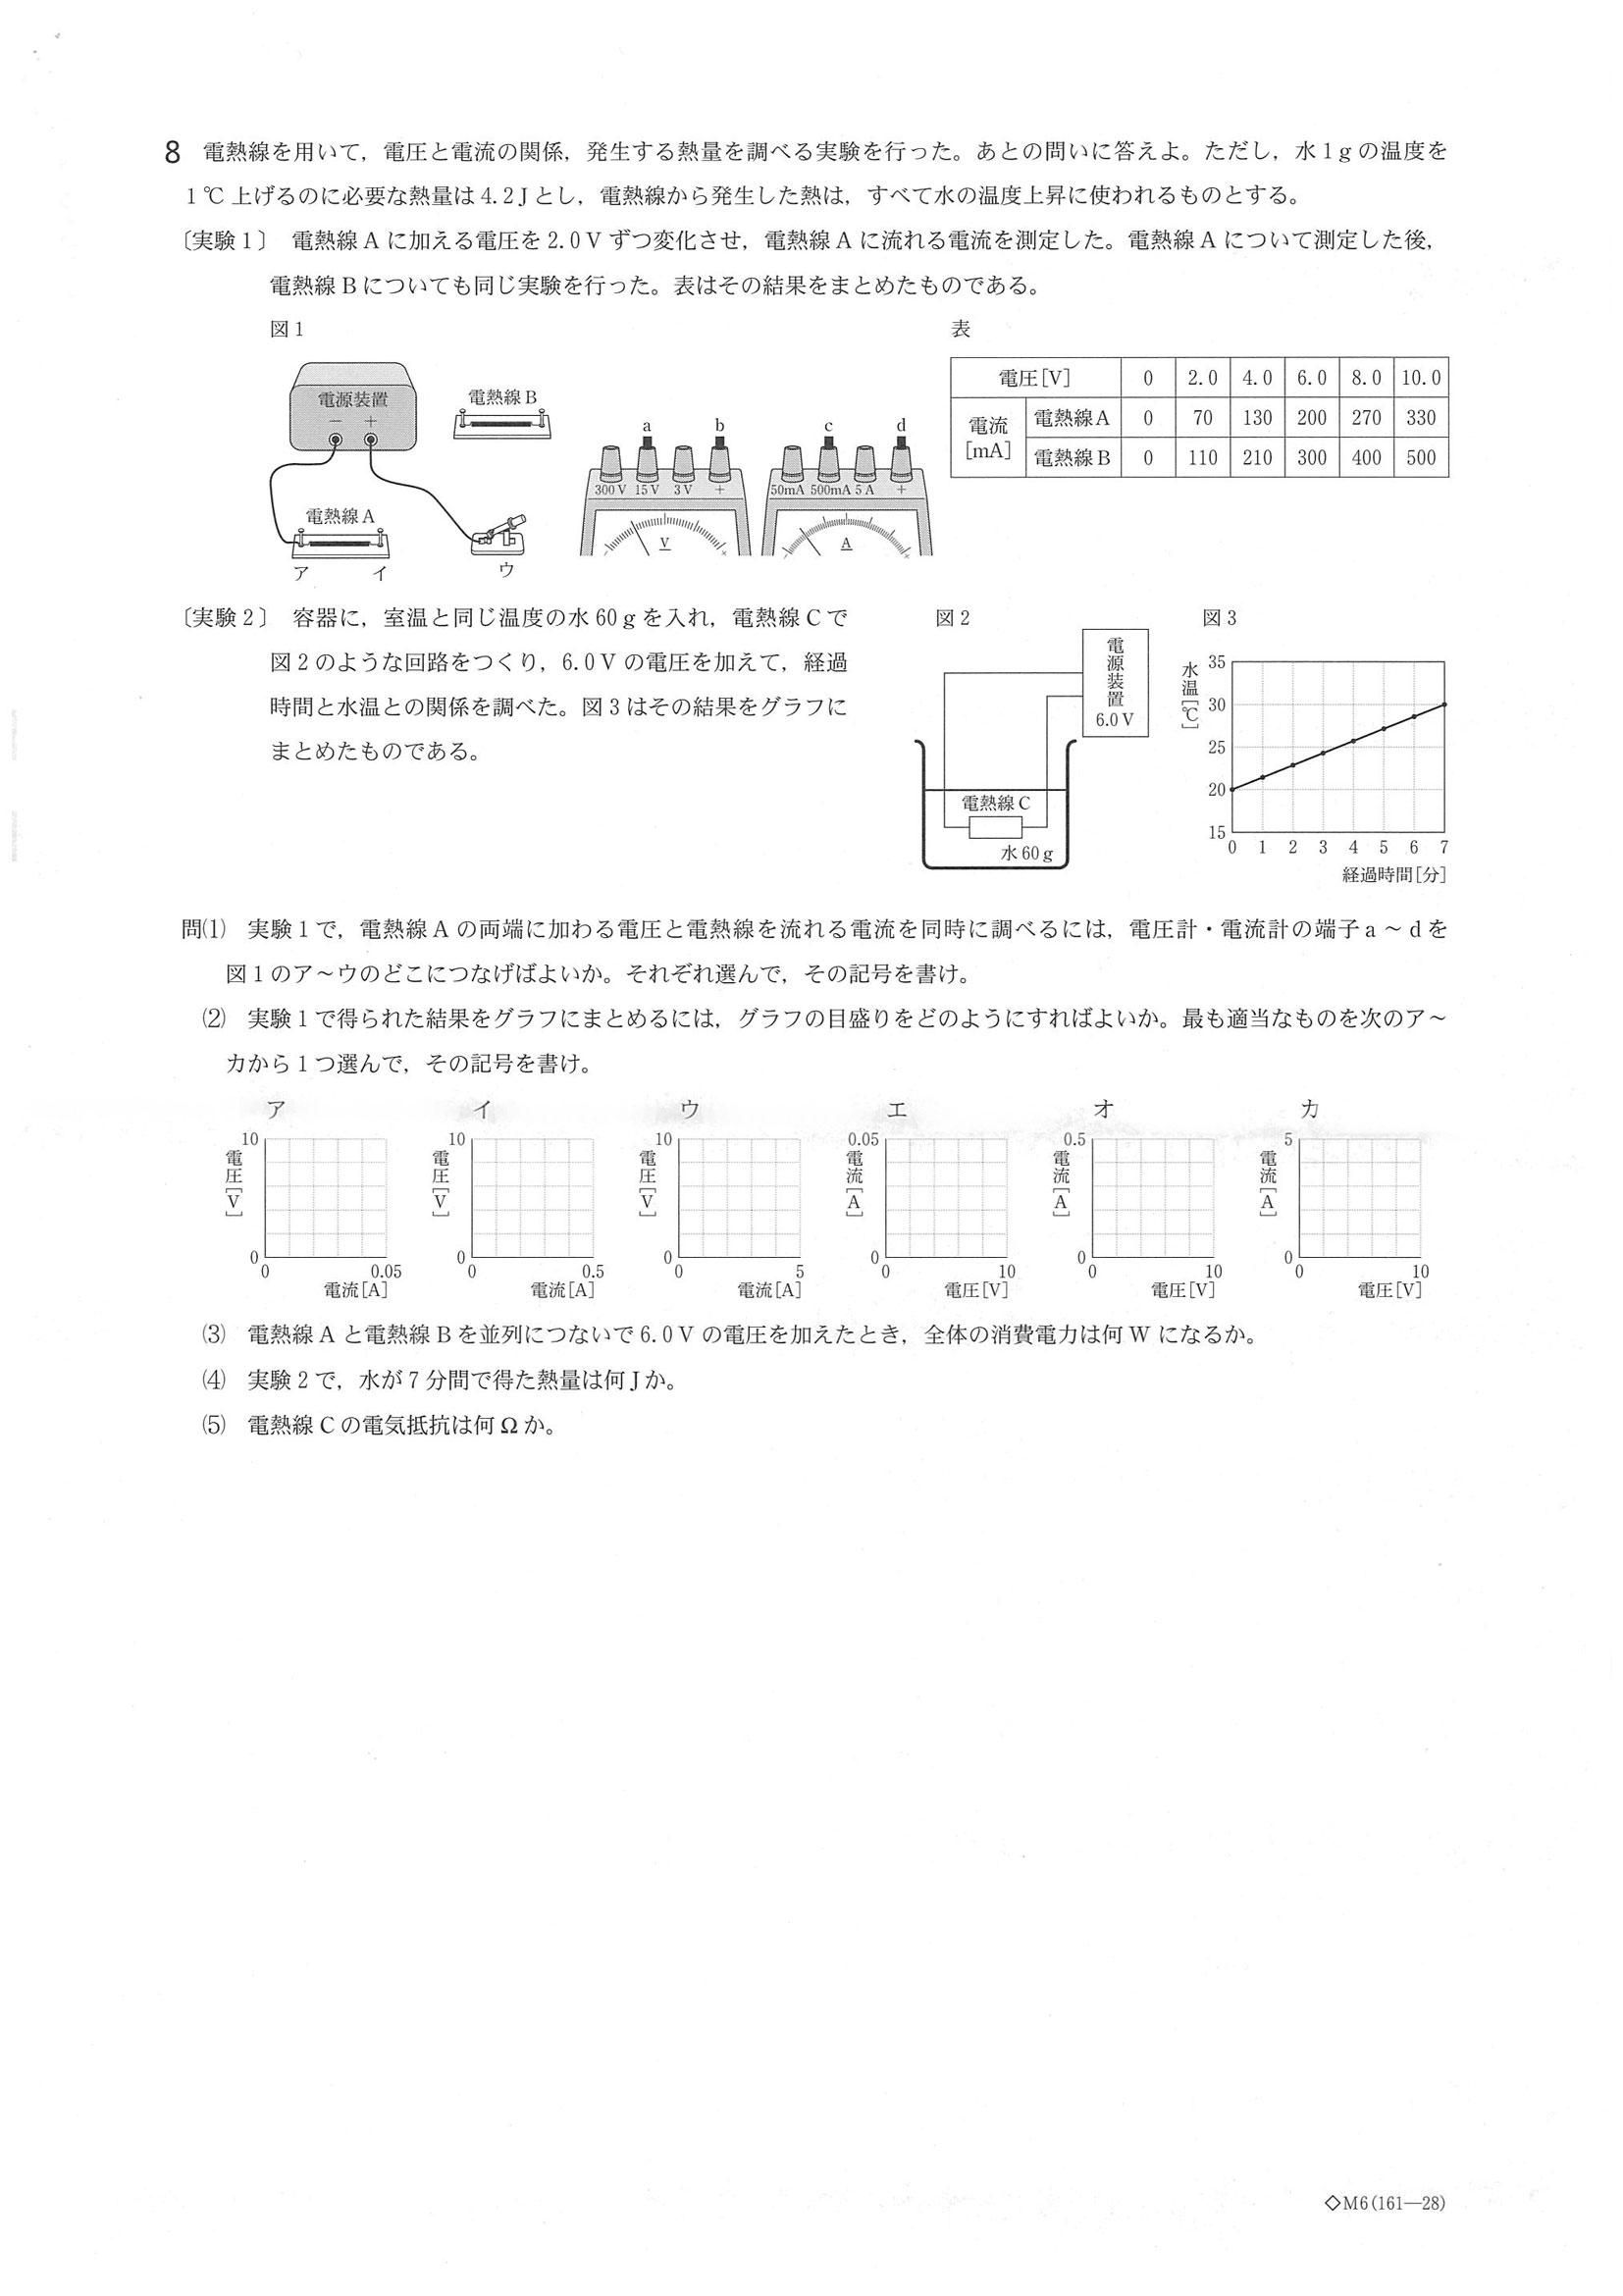 8 電熱線を用いて，電圧と電流の関係，発生する熱量を調べる実験を行った。あとの問いに答えよ。ただし，水1gの温度を
1℃上げるのに必要な熱量は4.2Jとし，電熱線から発生した熱は，すべて水の温度上昇に使われるものとする。
〔実験1〕 電熱線Aに加える電圧を2.0Vずつ変化させ，電熱線Aに流れる電流を測定した。電熱線Aについて測定した後，
電熱線Bについても同じ実験を行った。表はその結果をまとめたものである。
図1
電源装置
－ ＋
電熱線B
電熱線A
ア イ ウ
a b
300V 15V 3V ＋
V
c d
50mA 500mA 5A ＋
A
表
電圧[V] 0 2.0 4.0 6.0 8.0 10.0
電流[mA]
電熱線A 0 70 130 200 270 330
電熱線B 0 110 210 300 400 500
〔実験2〕 容器に，室温と同じ温度の水60gを入れ，電熱線Cで
図2のような回路をつくり，6.0Vの電圧を加えて，経過
時間と水温との関係を調べた。図3はその結果をグラフに
まとめたものである。
図2
電源装置
6.0V
電熱線C
水60g
図3
水温[℃]
35
30
25
20
15
0 1 2 3 4 5 6 7
経過時間[分]
問⑴ 実験1で，電熱線Aの両端に加わる電圧と電熱線を流れる電流を同時に調べるには，電圧計・電流計の端子a～dを
図1のア～ウのどこにつなげばよいか。それぞれ選んで，その記号を書け。
⑵ 実験1で得られた結果をグラフにまとめるには，グラフの目盛りをどのようにすればよいか。最も適当なものを次のア～
カから1つ選んで，その記号を書け。
ア
10
電圧[V]
0
0 0.05
電流[A]
イ
10
電圧[V]
0
0 0.5
電流[A]
ウ
10
電圧[V]
0
0 5
電流[A]
エ
0.05
電流[A]
0
0 10
電圧[V]
オ
0.5
電流[A]
0
0 10
電圧[V]
カ
5
電流[A]
0
0 10
電圧[V]
⑶ 電熱線Aと電熱線Bを並列につないで6.0Vの電圧を加えたとき，全体の消費電力は何Wになるか。
⑷ 実験2で，水が7分間で得た熱量は何Jか。
⑸ 電熱線Cの電気抵抗は何Ωか。
◇M6(161―28)